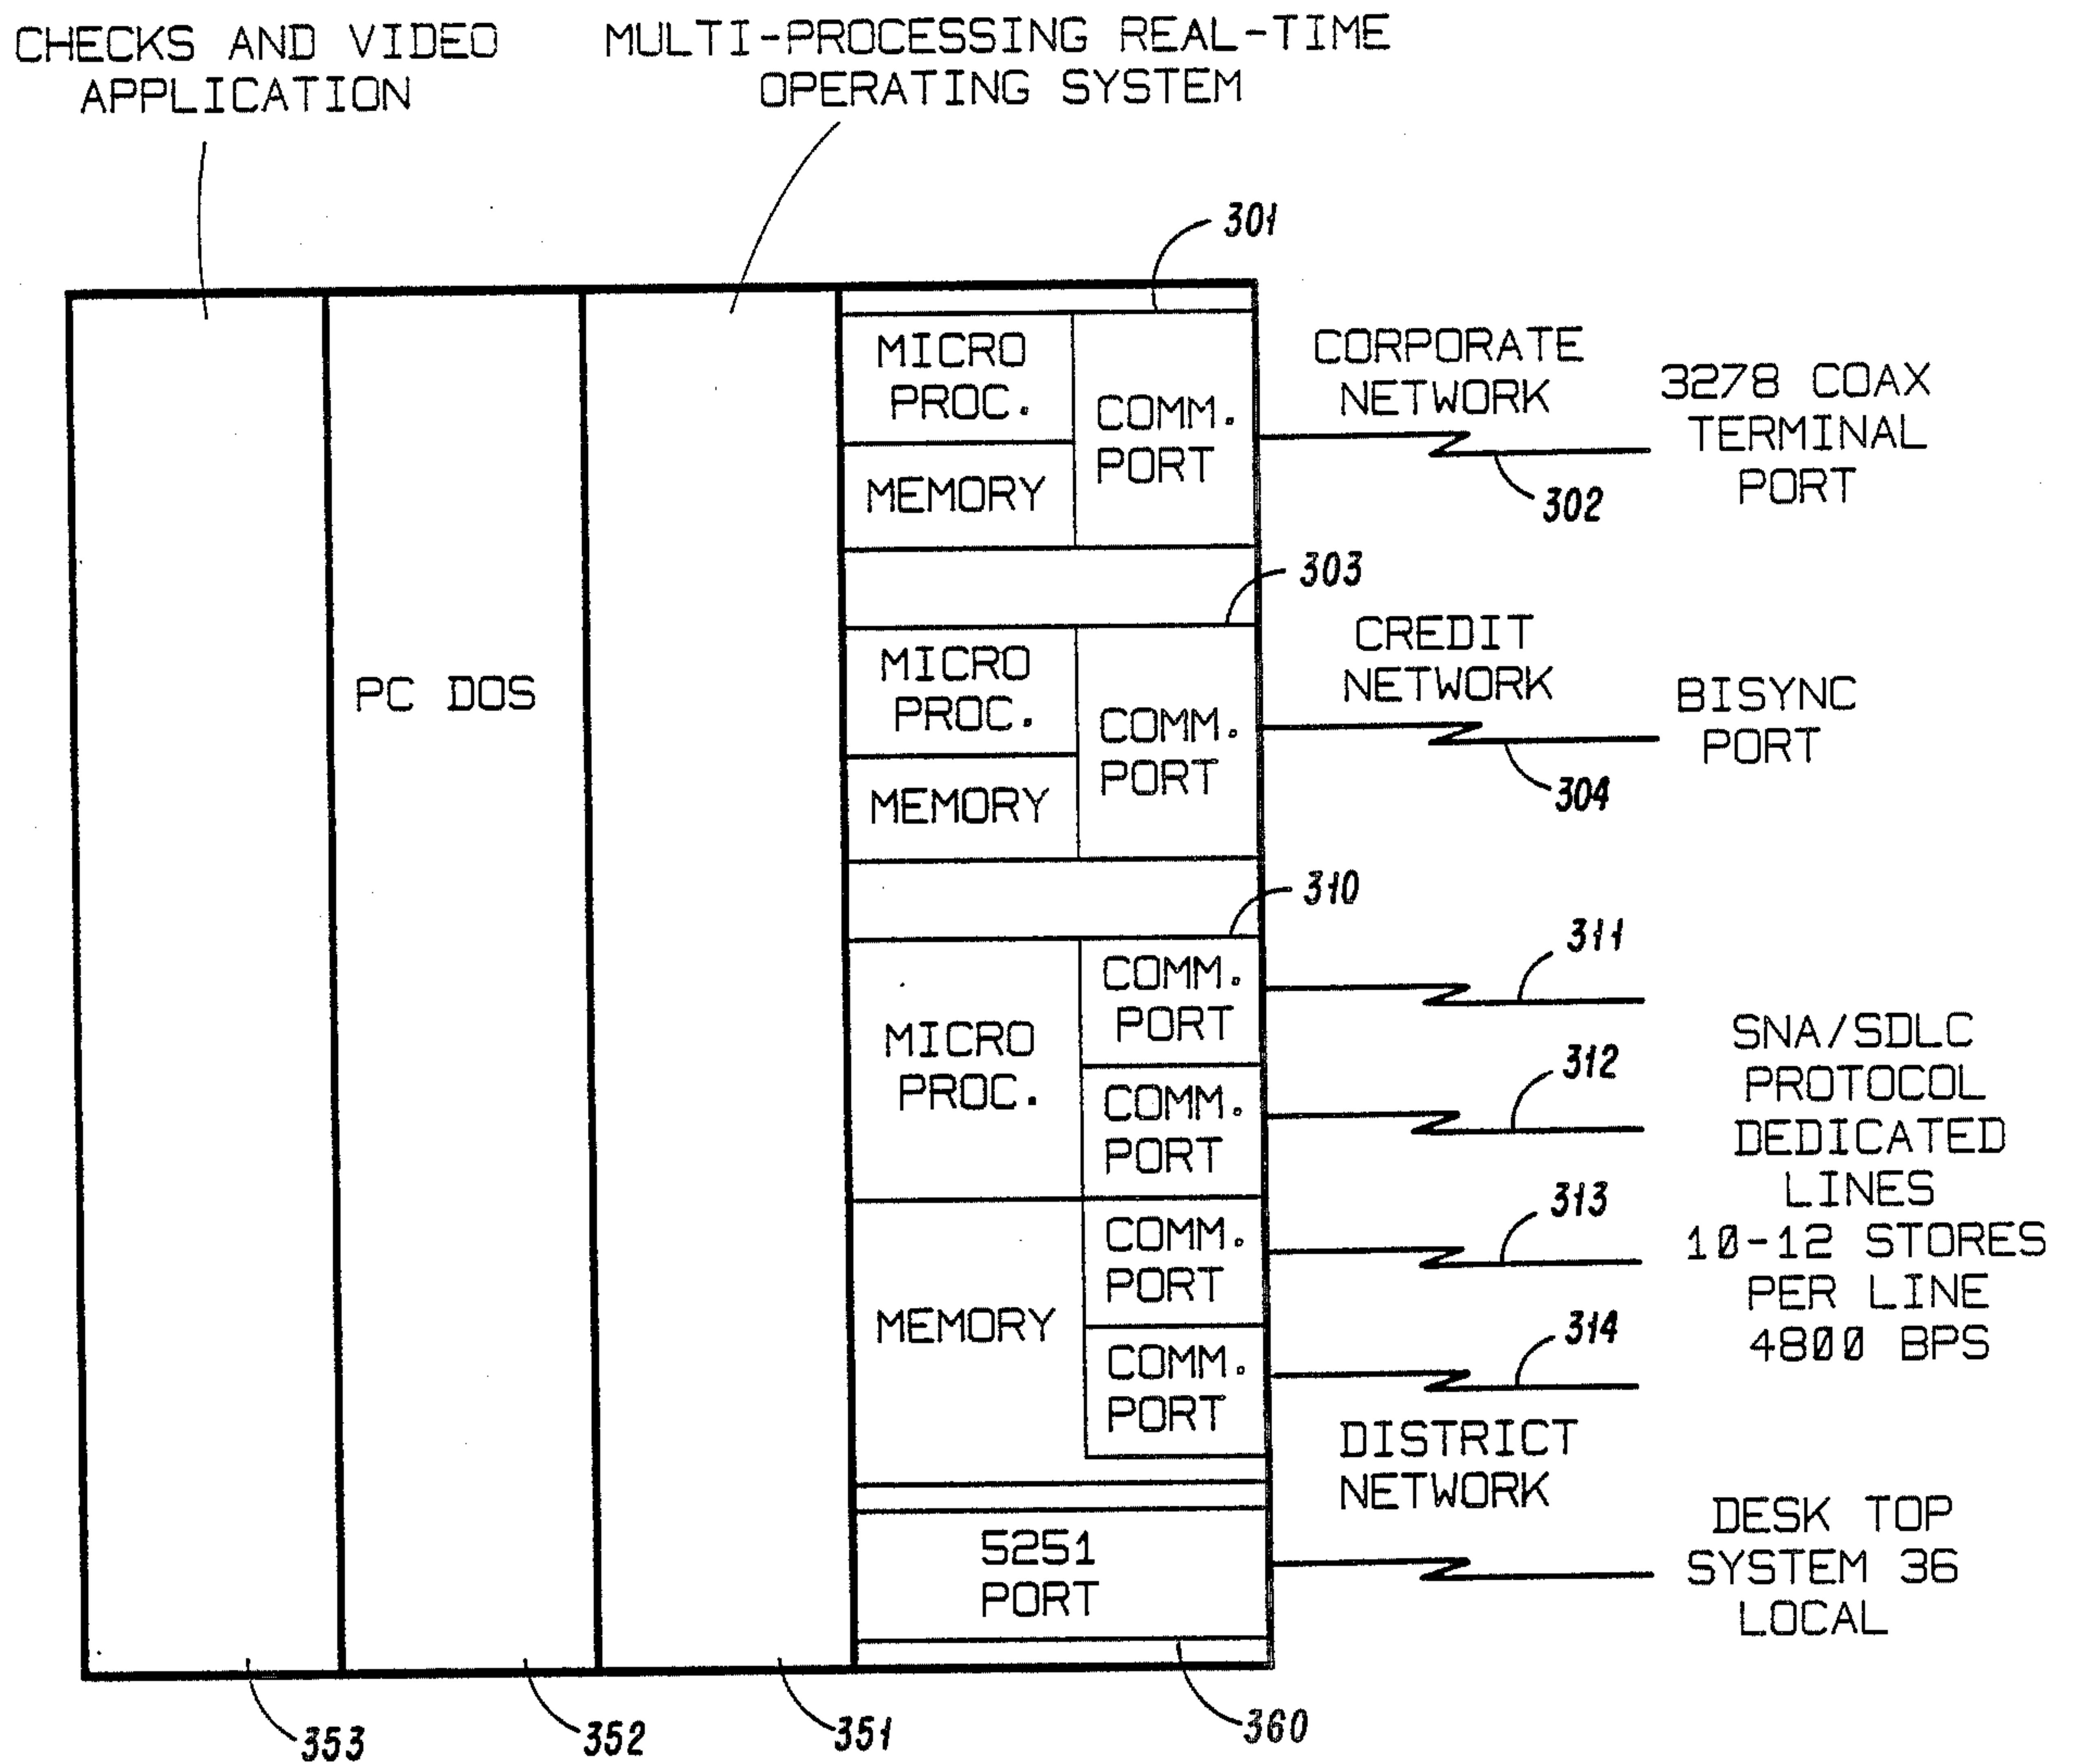 CHECKS AND VIDEO
APPLICATION
MULTI-PROCESSING REAL-TIME
OPERATING SYSTEM
301
MICRO
PROC.
MEMORY
COMM.
PORT
CORPORATE
NETWORK
302
3278 COAX
TERMINAL
PORT
303
PC DOS
MICRO
PROC.
MEMORY
COMM.
PORT
CREDIT
NETWORK
304
BISYNC
PORT
310
MICRO
PROC.
MEMORY
COMM.
PORT
COMM.
PORT
COMM.
PORT
COMM.
PORT
311
312
313
314
SNA/SDLC
PROTOCOL
DEDICATED
LINES
10-12 STORES
PER LINE
4800 BPS
DISTRICT
NETWORK
5251
PORT
DESK TOP
SYSTEM 36
LOCAL
353
352
351
360